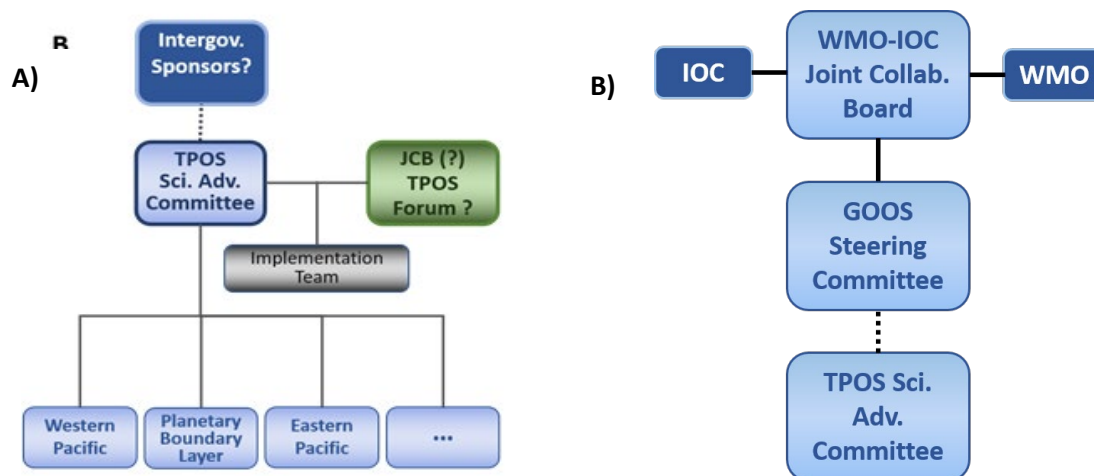 B
A)
Intergov.
Sponsors?
TPOS
Sci. Adv.
Committee
JCB (?)
TPOS
Forum ?
Implementation
Team
Western
Pacific
Planetary
Boundary
Layer
Eastern
Pacific
...
B)
IOC
WMO-IOC
Joint Collab.
Board
WMO
GOOS
Steering
Committee
TPOS Sci.
Adv.
Committee